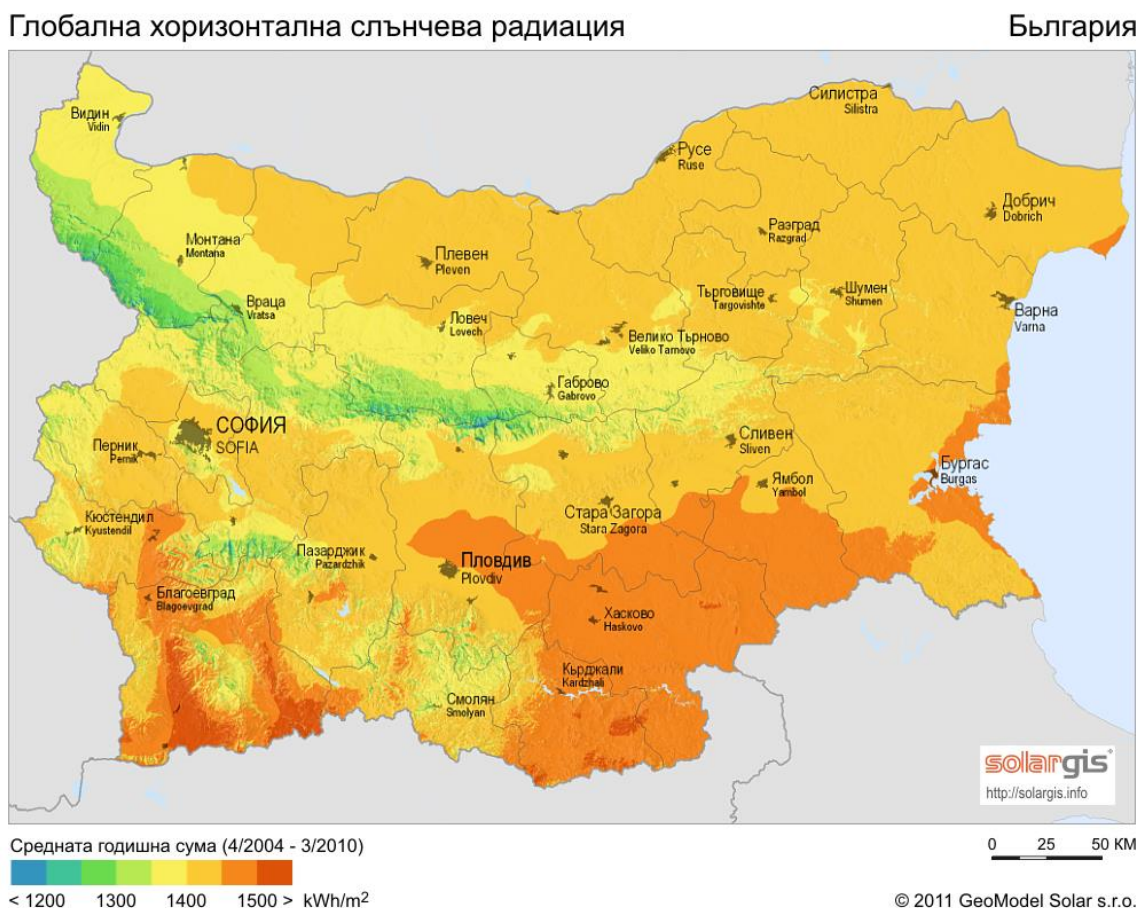 Глобална хоризонтална слънчева радиация
България
Видин
Vidin
Силистра
Silistra
Русе
Ruse
Добрич
Dobrich
Монтана
Montana
Плевен
Pleven
Разград
Razgrad
Враца
Vratsa
Ловеч
Lovech
Търговище
Targovishte
Шумен
Shumen
Варна
Varna
Велико Търново
Veliko Tarnovo
Габрово
Gabrovo
СОФИЯ
SOFIA
Перник
Pernik
Сливен
Sliven
Бургас
Burgas
Ямбол
Yambol
Кюстендил
Kyustendil
Стара Загора
Stara Zagora
Пазарджик
Pazardzhik
Пловдив
Plovdiv
Благоевград
Blagoevgrad
Хасково
Haskovo
Кърджали
Kardzhali
Смолян
Smolyan
solargis
http://solargis.info
Средната годишна сума (4/2004 - 3/2010)
0 25 50 КМ
< 1200 1300 1400 1500 > kWh/m²
© 2011 GeoModel Solar s.r.o.